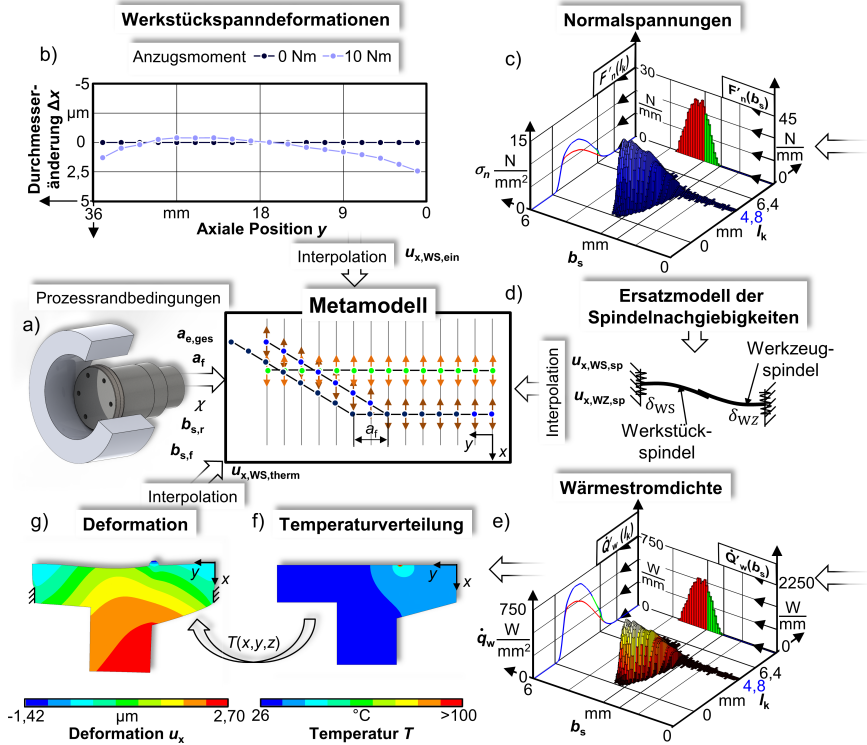 Werkstückspanndeformationen
b)
Anzugsmoment 0 Nm 10 Nm
Durchmesser-
änderung Δx
-5
µm
0
2,5
5
36 mm 18 9 0
Axiale Position y
Normalspannungen
c)
F'n(lk)
30
N
mm
0
F'n(bs)
45
N
mm
0
15
σn N
mm²
0
6
mm
bs
0
0
mm
4,8
6,4
lk
Interpolation
ux,WS,ein
Prozessrandbedingungen
a)
ae,ges
af
χ
bs,r
bs,f
Metamodell
af
y
x
d)
Ersatzmodell der
Spindelnachgiebigkeiten
Interpolation
ux,WS,sp
ux,WZ,sp
Werkzeug-
spindel
δWS
δWZ
Werkstück-
spindel
ux,WS,therm
Interpolation
g)
Deformation
y
x
-1,42 µm 2,70
Deformation ux
T(x,y,z)
f)
Temperaturverteilung
y
x
26 °C >100
Temperatur T
Wärmestromdichte
e)
Q̇'w(lk)
750
W
mm
0
Q̇'w(bs)
2250
W
mm
0
750
q̇w W
mm²
0
6
mm
bs
0
0
mm
4,8
6,4
lk